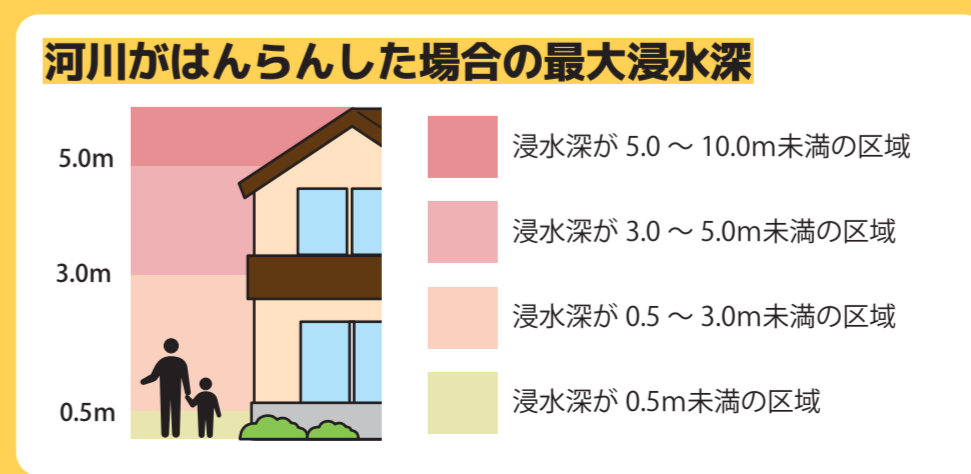 河川がはんらんした場合の最大浸水深
5.0m
3.0m
0.5m
浸水深が 5.0 ～ 10.0m未満の区域
浸水深が 3.0 ～ 5.0m未満の区域
浸水深が 0.5 ～ 3.0m未満の区域
浸水深が 0.5m未満の区域